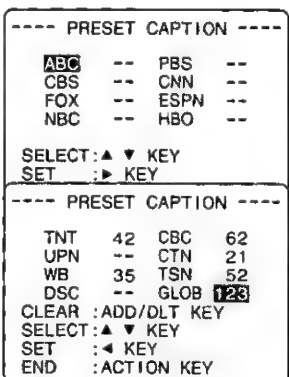 ---- PRESET CAPTION ----
ABC -- PBS --
CBS -- CNN --
FOX -- ESPN --
NBC -- HBO --
SELECT:▲ ▼ KEY
SET :► KEY
---- PRESET CAPTION ----
TNT 42 CBC 62
UPN -- CTN 21
WB 35 TSN 52
DSC -- GLOB 123
CLEAR :ADD/DLT KEY
SELECT:▲ ▼ KEY
SET :◄ KEY
END :ACTION KEY